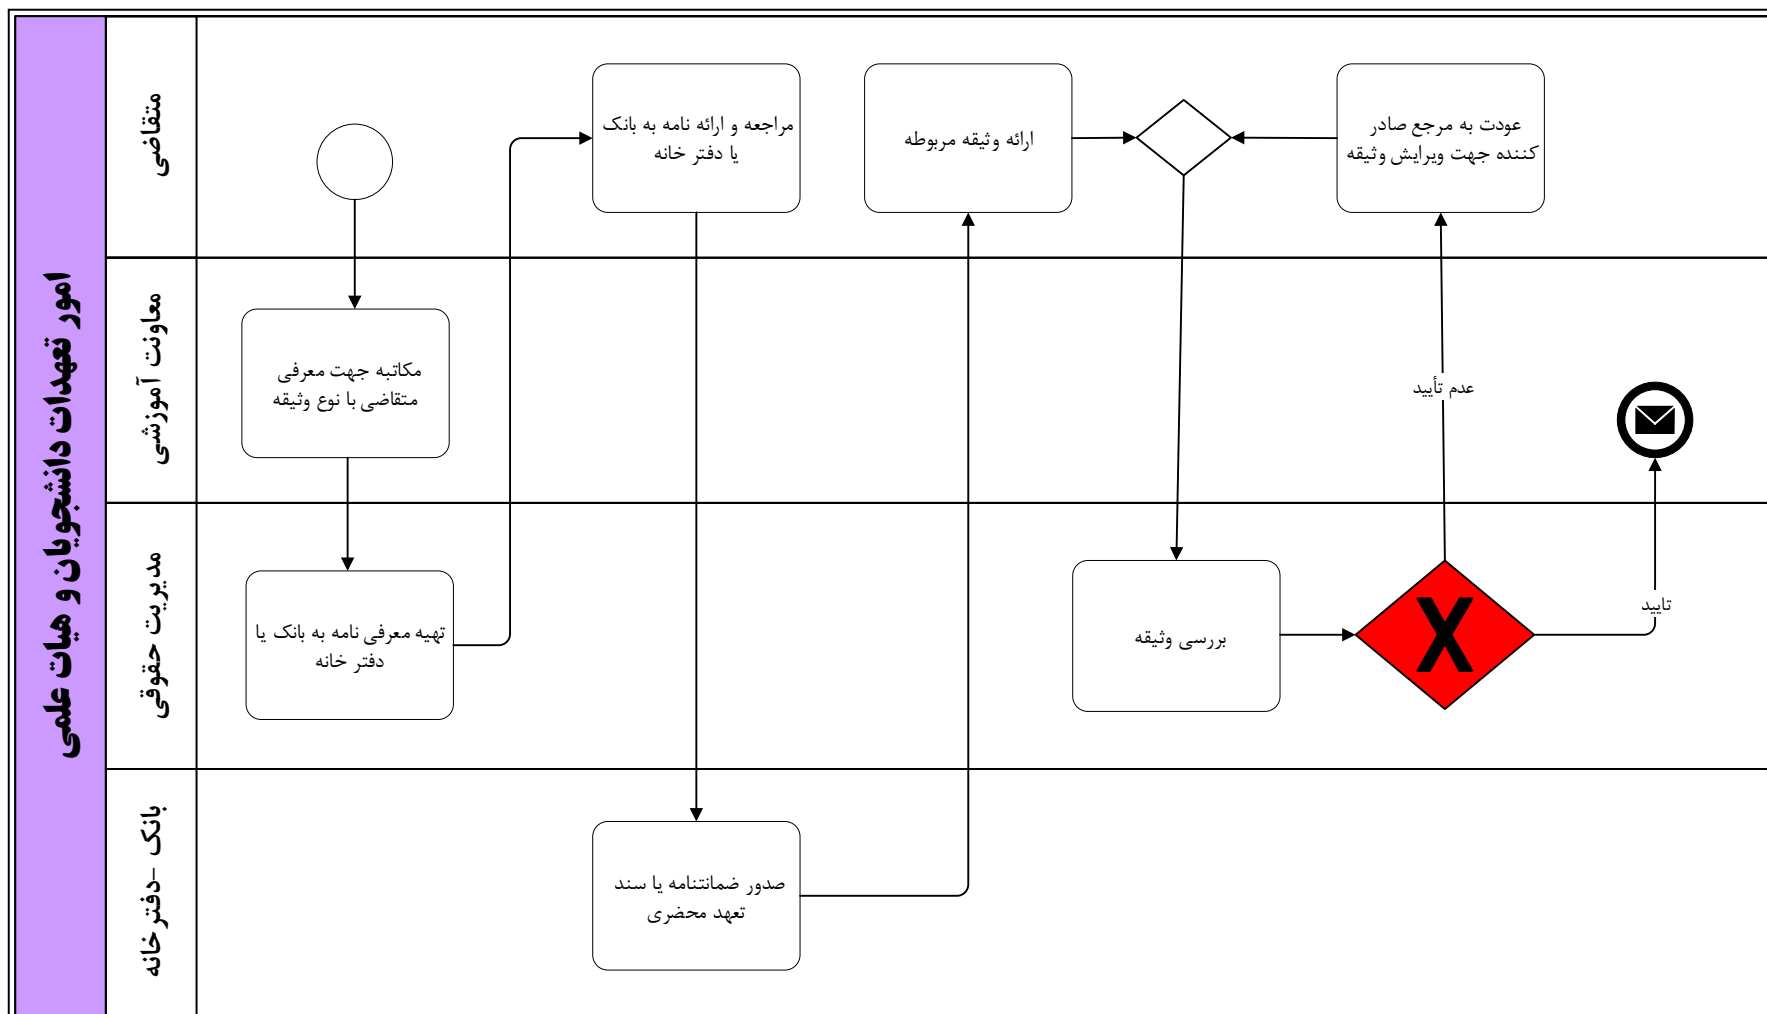 امور تعهدات دانشجویان و هیات علمی
متقاضی
مراجعه و ارائه نامه به بانک
یا دفتر خانه
ارائه وثیقه مربوطه
عودت به مرجع صادر
کننده جهت ویرایش وثیقه
معاونت آموزشی
مکاتبه جهت معرفی
متقاضی با نوع وثیقه
عدم تأیید
مدیریت حقوقی
تهیه معرفی نامه به بانک یا
دفتر خانه
بررسی وثیقه
X
تایید
بانک -دفترخانه
صدور ضمانتنامه یا سند
تعهد محضری